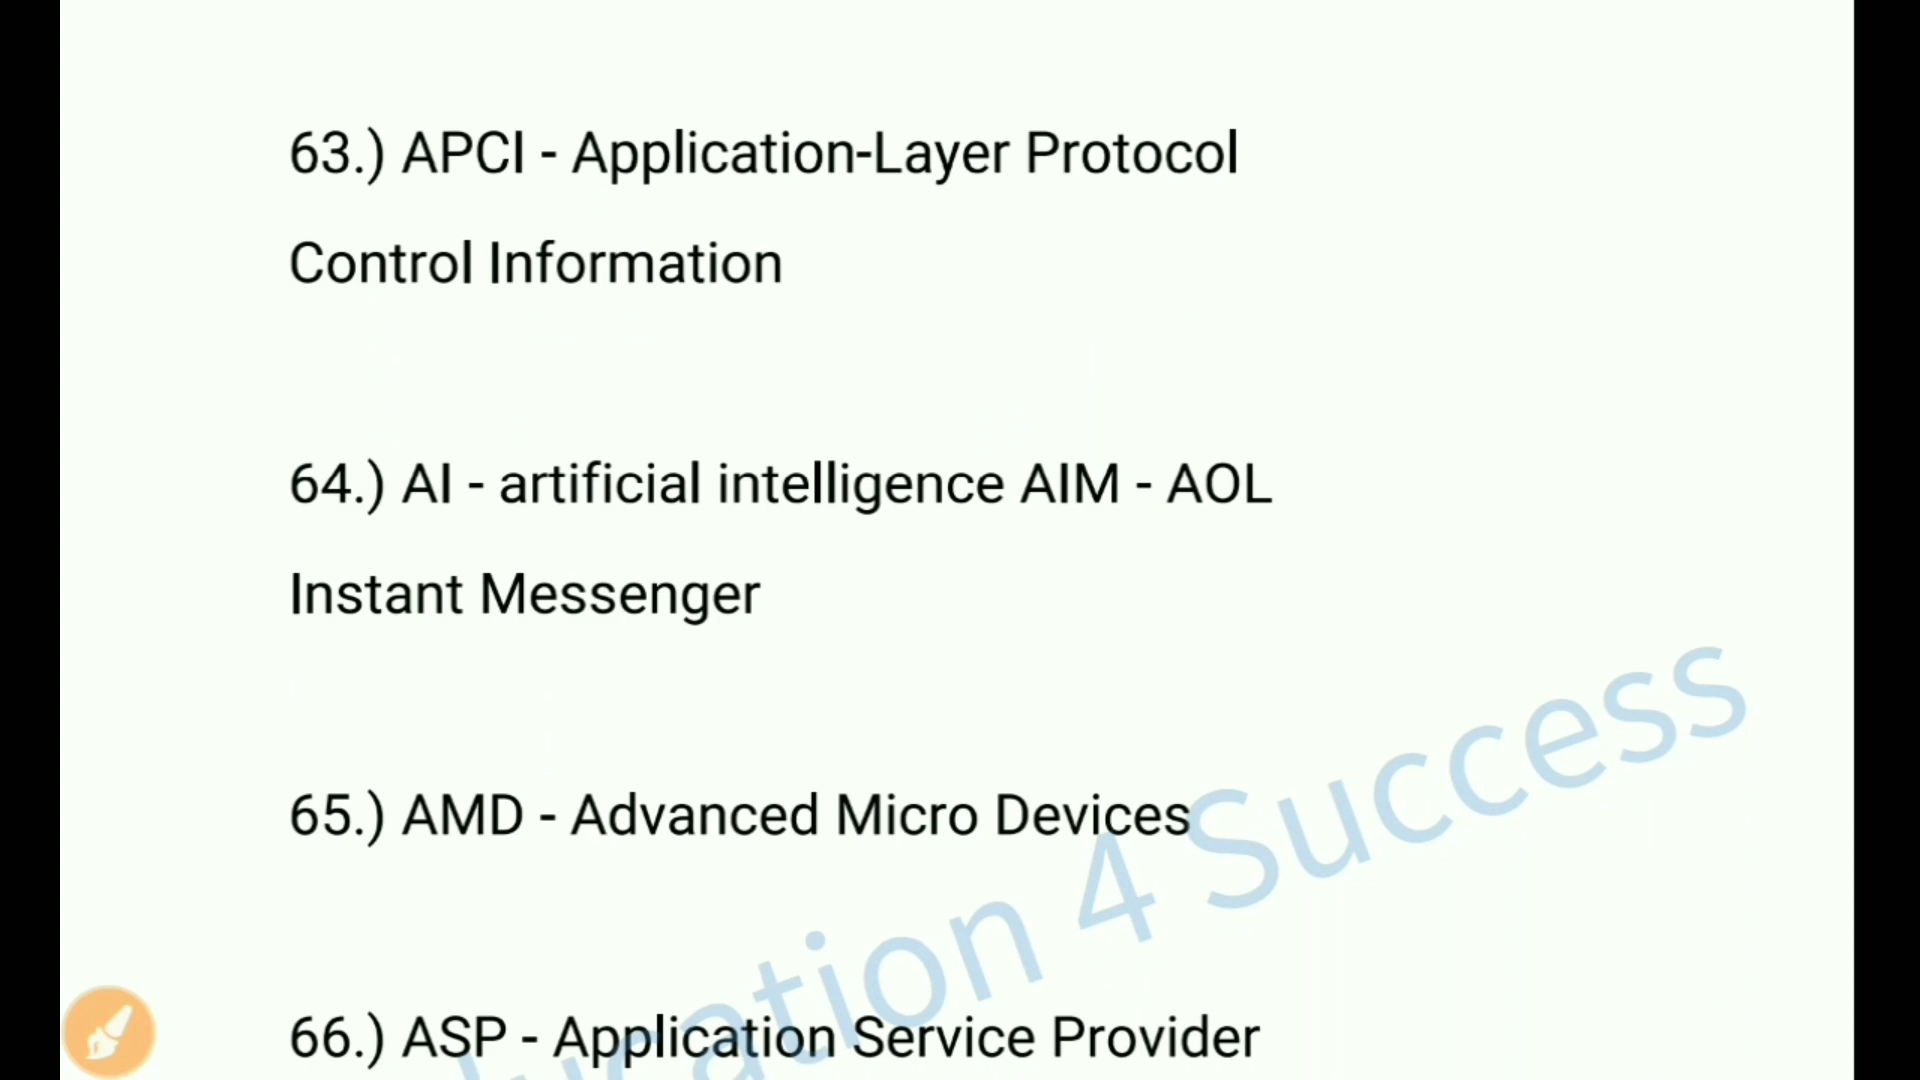 63.) APCI - Application-Layer Protocol
Control Information
64.) AI - artificial intelligence AIM - AOL
Instant Messenger
65.) AMD - Advanced Micro Devices
66.) ASP - Application Service Provider
ucation 4 Success